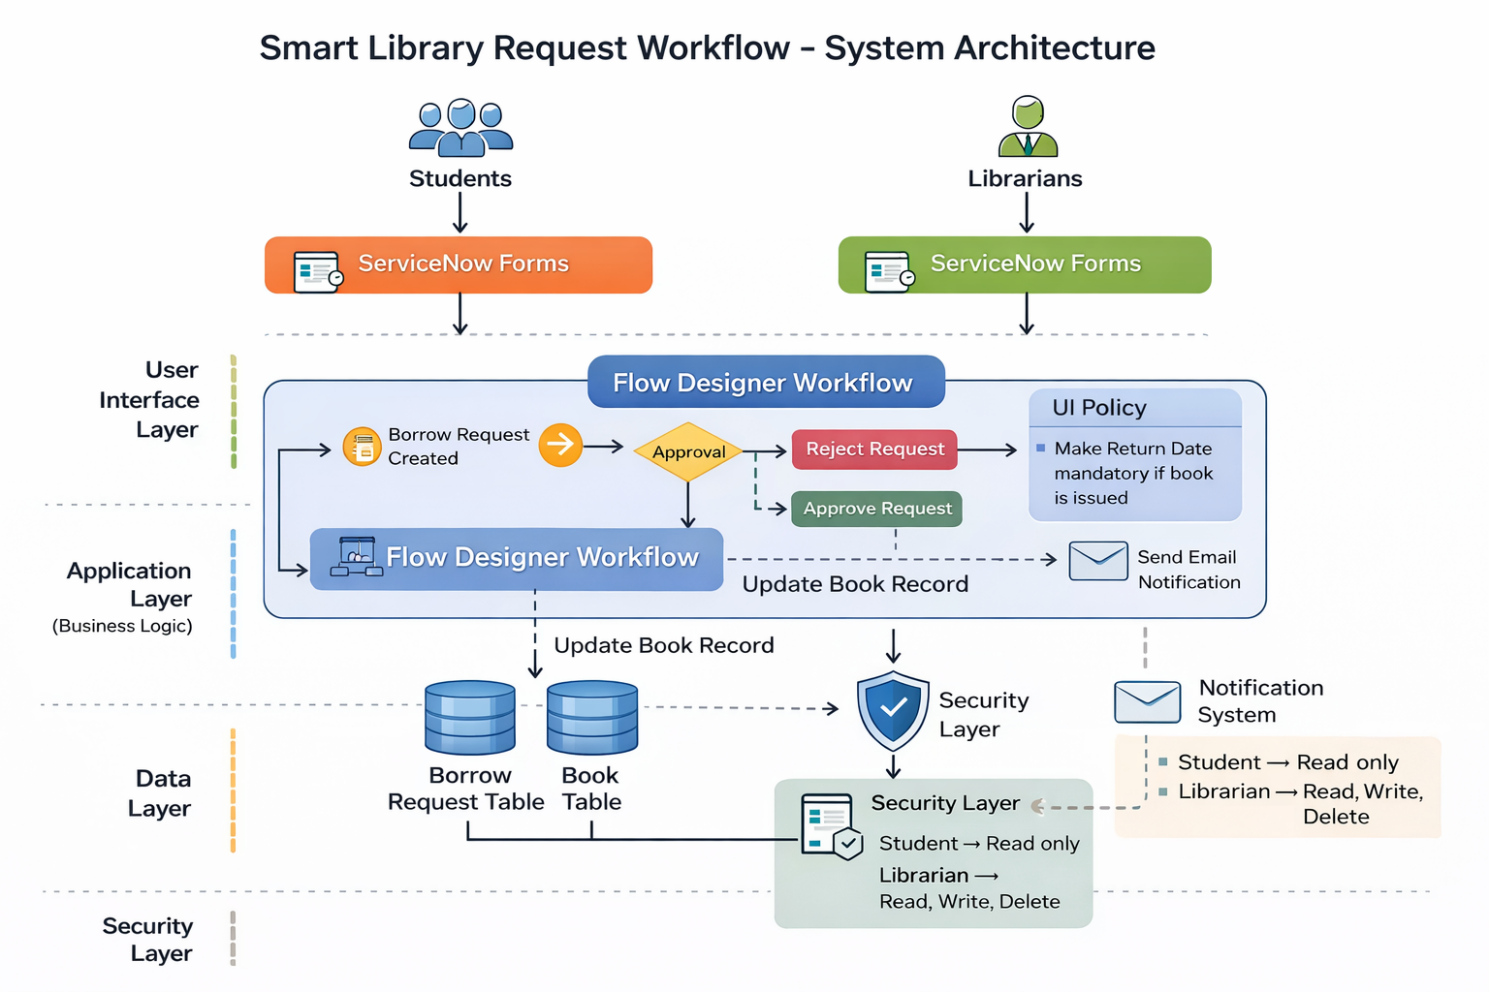 Smart Library Request Workflow – System Architecture
Students
Librarians
ServiceNow Forms
ServiceNow Forms
User
Interface
Layer
Flow Designer Workflow
Borrow Request
Created
Approval
Reject Request
Approve Request
UI Policy
Make Return Date
mandatory if book
is issued
Application
Layer
(Business Logic)
Flow Designer Workflow
Update Book Record
Send Email
Notification
Update Book Record
Security
Layer
Notification
System
Data
Layer
Borrow
Request Table
Book
Table
Student → Read only
Librarian → Read, Write,
Delete
Security Layer
Student → Read only
Librarian →
Read, Write, Delete
Security
Layer